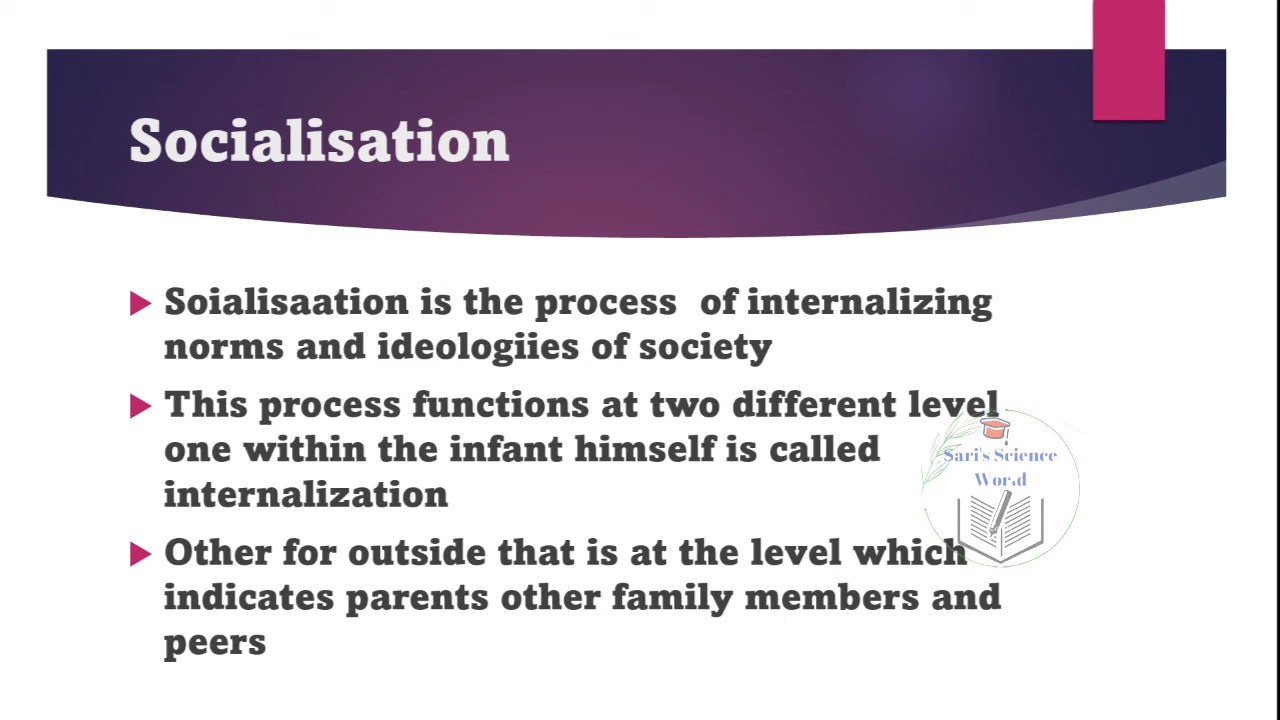 Socialisation
Soialisaation is the process of internalizing
norms and ideologiies of society
This process functions at two different level
one within the infant himself is called
internalization
Sari's Science
World
Other for outside that is at the level which
indicates parents other family members and
peers